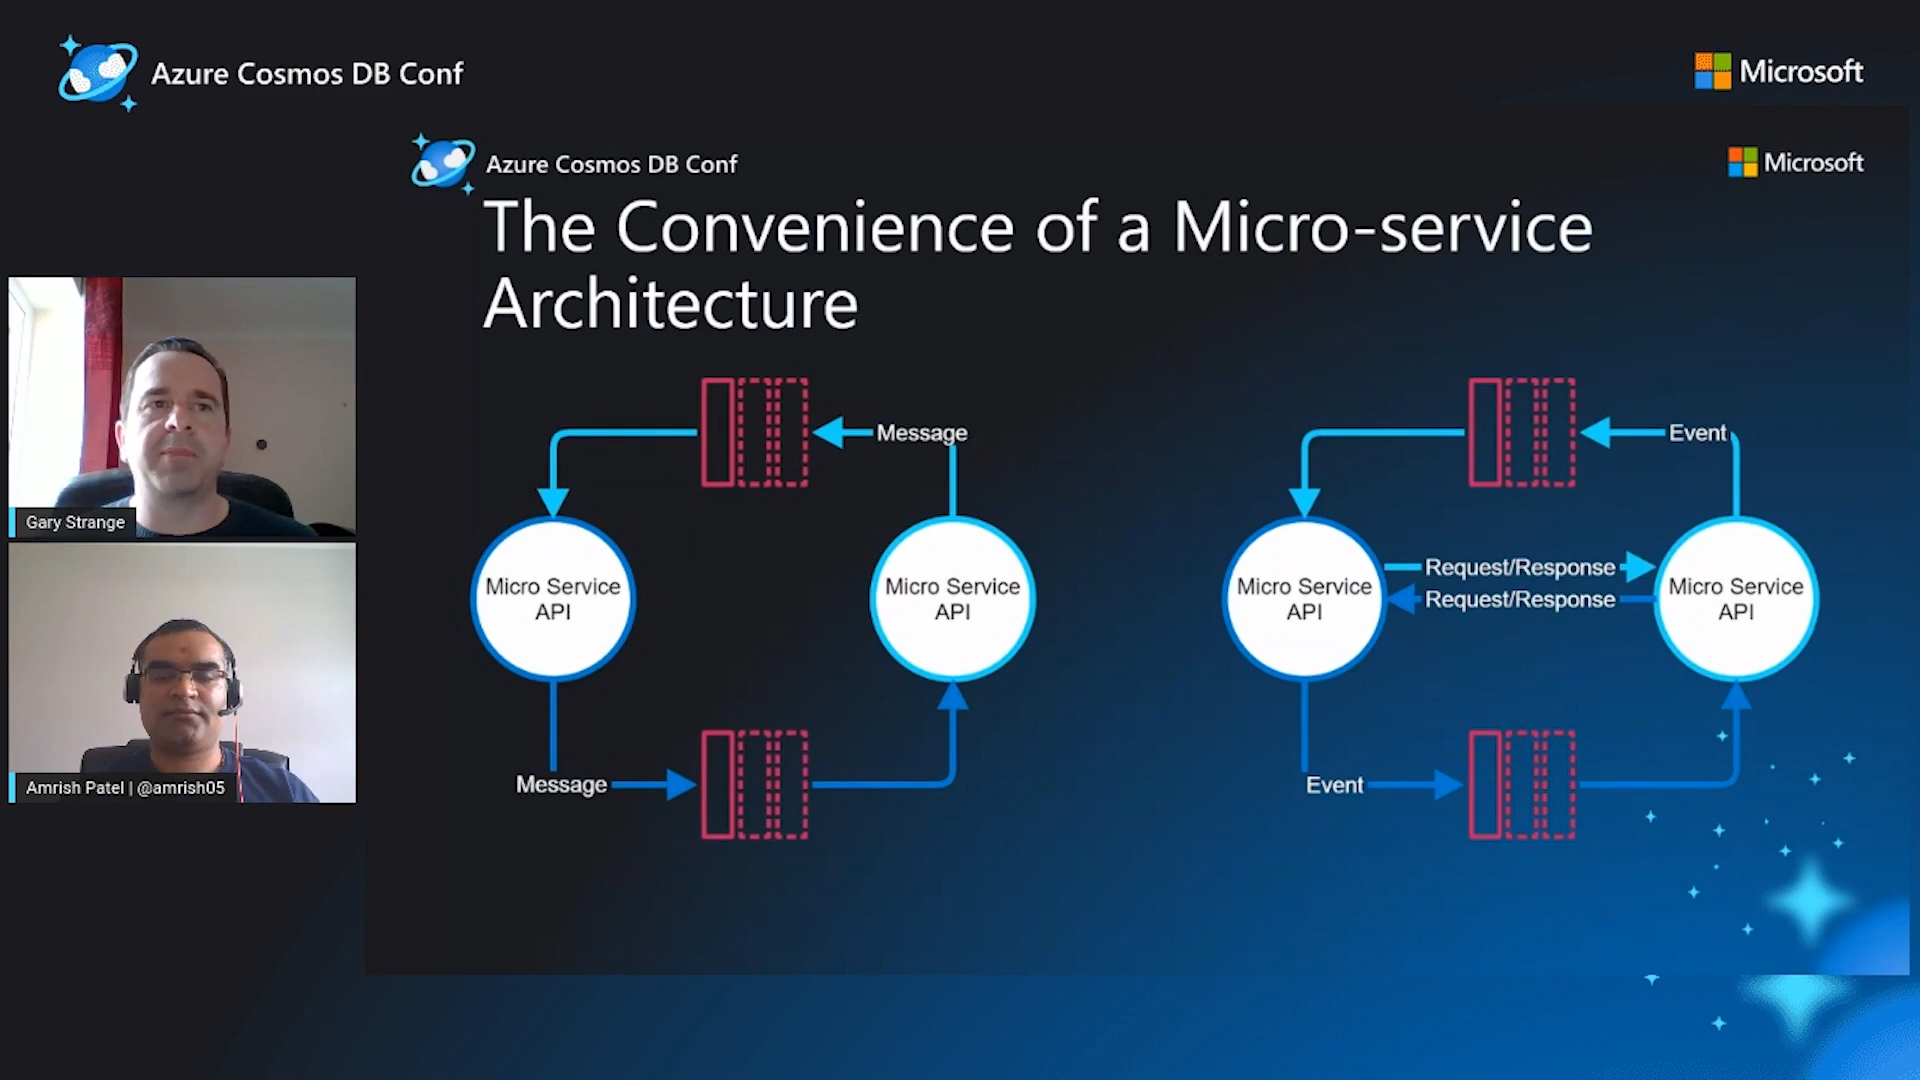 Azure Cosmos DB Conf
Microsoft
Azure Cosmos DB Conf
Microsoft
The Convenience of a Micro-service
Architecture
Message
Micro Service
API
Micro Service
API
Message
Event
Micro Service
API
Request/Response
Request/Response
Micro Service
API
Event
Gary Strange
Amrish Patel | @amrish05